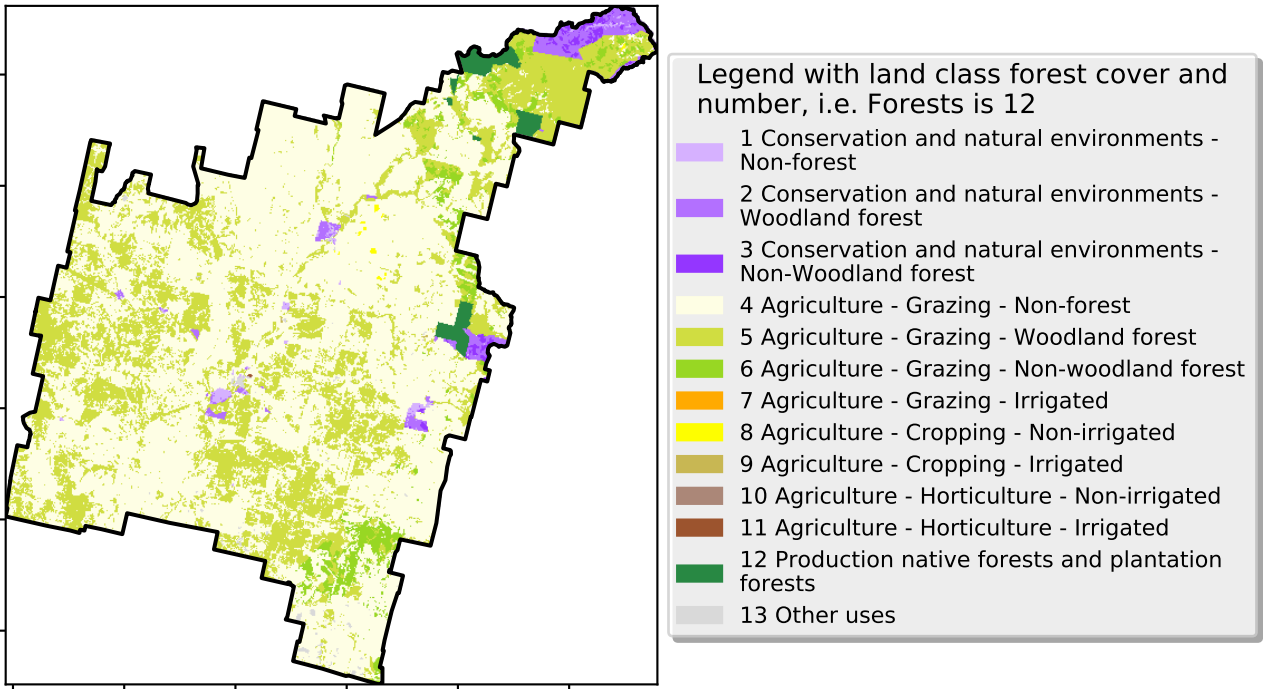 Legend with land class forest cover and
number, i.e. Forests is 12
1 Conservation and natural environments -
Non-forest
2 Conservation and natural environments -
Woodland forest
3 Conservation and natural environments -
Non-Woodland forest
4 Agriculture - Grazing - Non-forest
5 Agriculture - Grazing - Woodland forest
6 Agriculture - Grazing - Non-woodland forest
7 Agriculture - Grazing - Irrigated
8 Agriculture - Cropping - Non-irrigated
9 Agriculture - Cropping - Irrigated
10 Agriculture - Horticulture - Non-irrigated
11 Agriculture - Horticulture - Irrigated
12 Production native forests and plantation
forests
13 Other uses